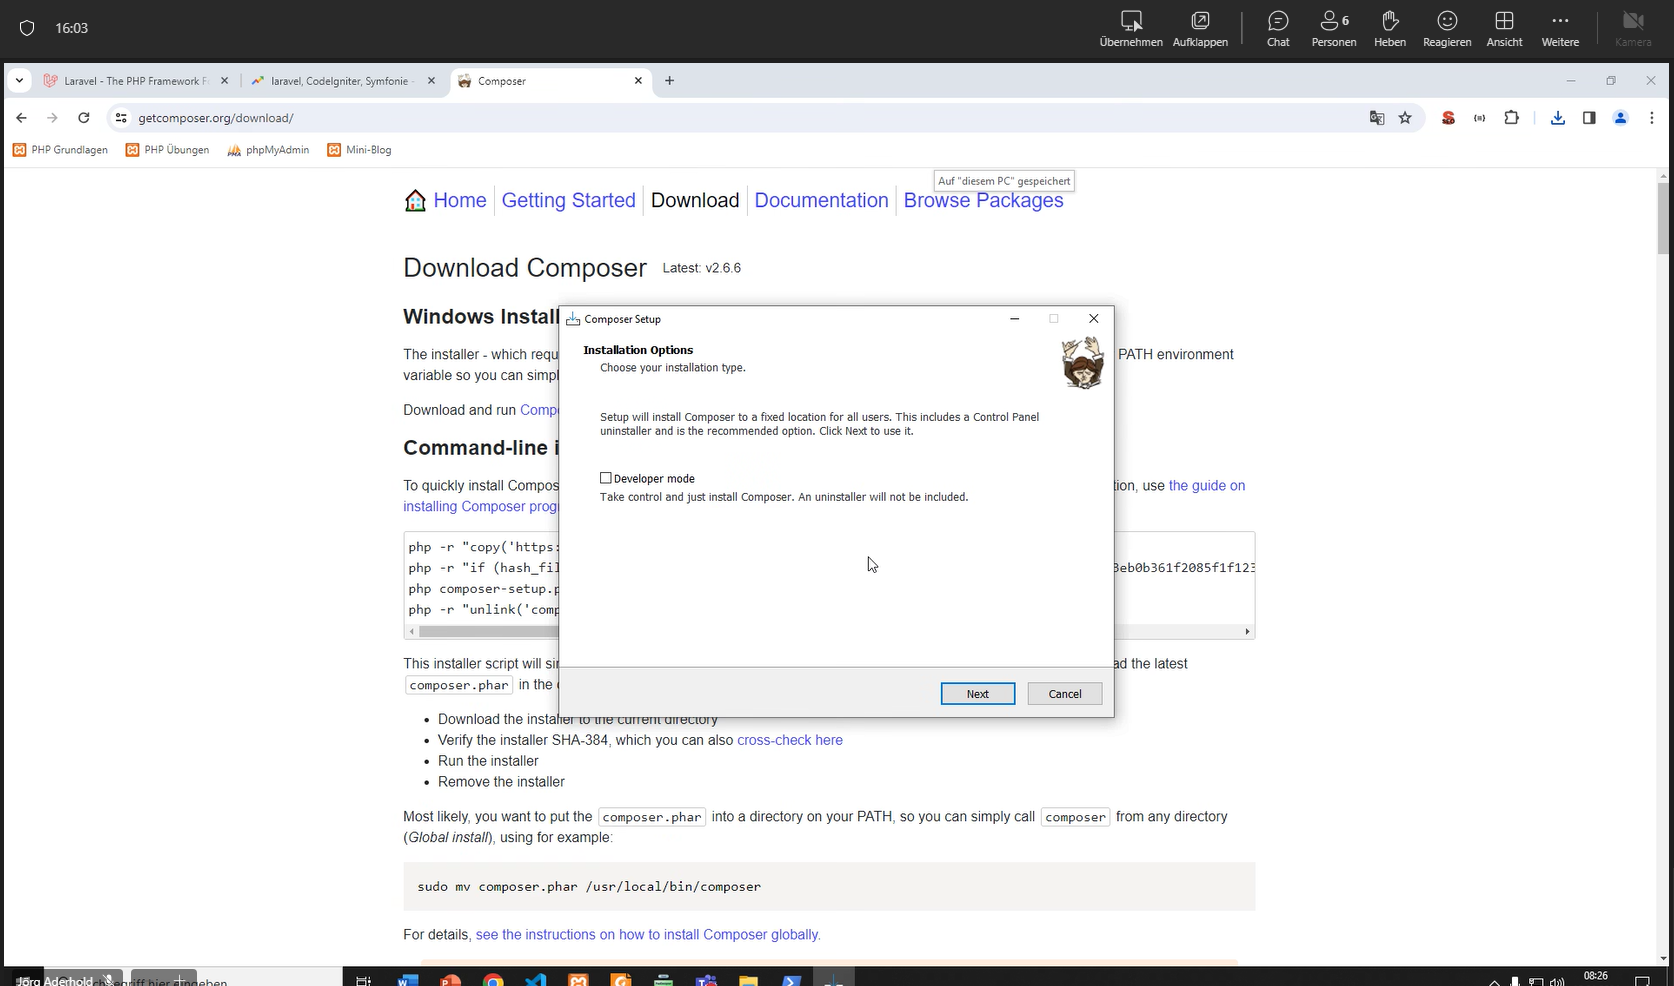 16:03
Übernehmen Aufklappen Chat Personen 6 Heben Reagieren Ansicht Weitere Kamera
Laravel - The PHP Framework F
laravel, CodeIgniter, Symfonie -
Composer
getcomposer.org/download/
PHP Grundlagen PHP Übungen phpMyAdmin Mini-Blog
Auf "diesem PC" gespeichert
Home Getting Started Download Documentation Browse Packages
Download Composer Latest: v2.6.6
Windows Install
The installer - which requ
PATH environment
variable so you can simpl
Download and run Compo
Command-line i
To quickly install Compos
tion, use the guide on
installing Composer prog
php -r "copy('https:
php -r "if (hash_fil
3eb0b361f2085f1f123
php composer-setup.p
php -r "unlink('comp
This installer script will si
ad the latest
composer.phar in the
Composer Setup
Installation Options
Choose your installation type.
Setup will install Composer to a fixed location for all users. This includes a Control Panel
uninstaller and is the recommended option. Click Next to use it.
Developer mode
Take control and just install Composer. An uninstaller will not be included.
Next Cancel
• Download the installer to the current directory
• Verify the installer SHA-384, which you can also cross-check here
• Run the installer
• Remove the installer
Most likely, you want to put the composer.phar into a directory on your PATH, so you can simply call composer from any directory
(Global install), using for example:
sudo mv composer.phar /usr/local/bin/composer
For details, see the instructions on how to install Composer globally.
Jörg Aderhold
hier eingeben
08:26